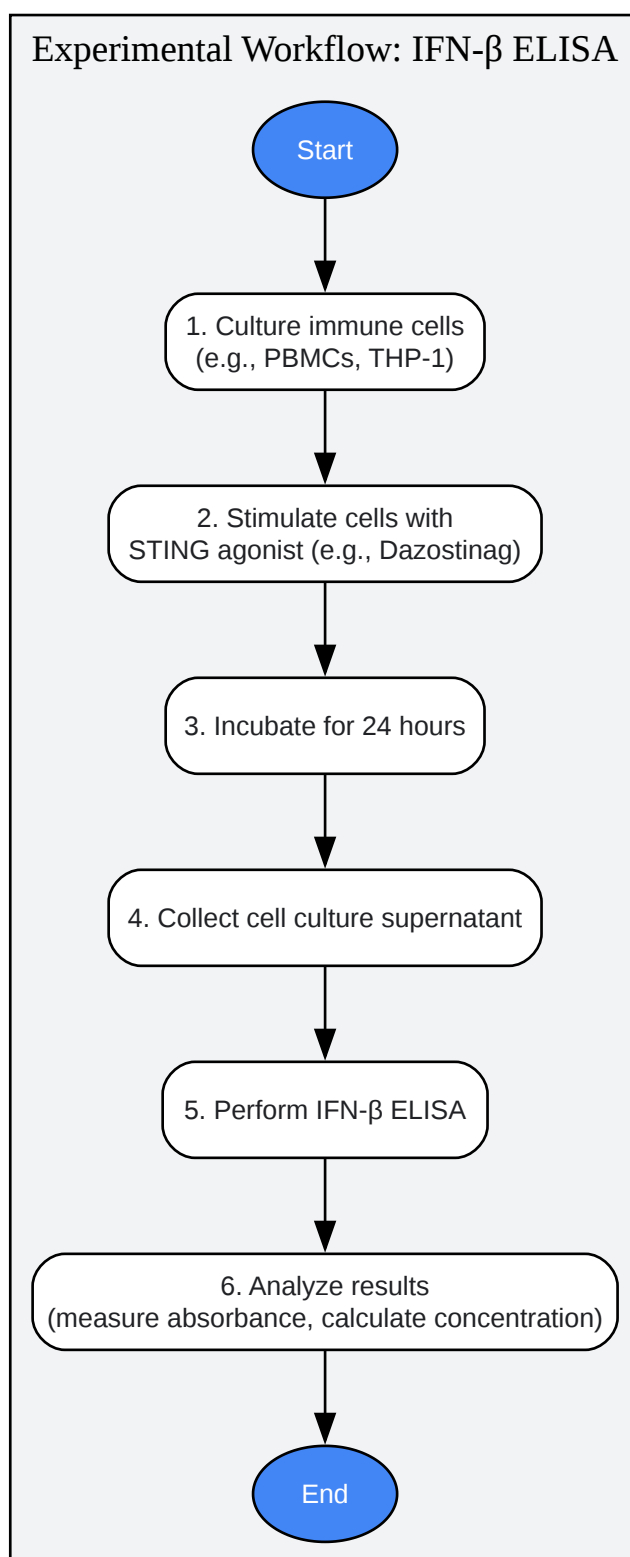 Experimental Workflow: IFN-β ELISA
Start
1. Culture immune cells
(e.g., PBMCs, THP-1)
2. Stimulate cells with
STING agonist (e.g., Dazostinag)
3. Incubate for 24 hours
4. Collect cell culture supernatant
5. Perform IFN-β ELISA
6. Analyze results
(measure absorbance, calculate concentration)
End